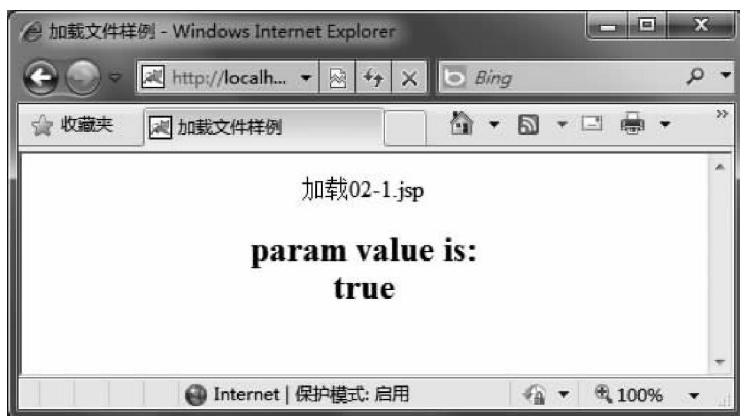 加载文件样例 - Windows Internet Explorer
http://localh...
Bing
收藏夹
加载文件样例
加载02-1.jsp
param value is:
true
Internet | 保护模式: 启用
100%